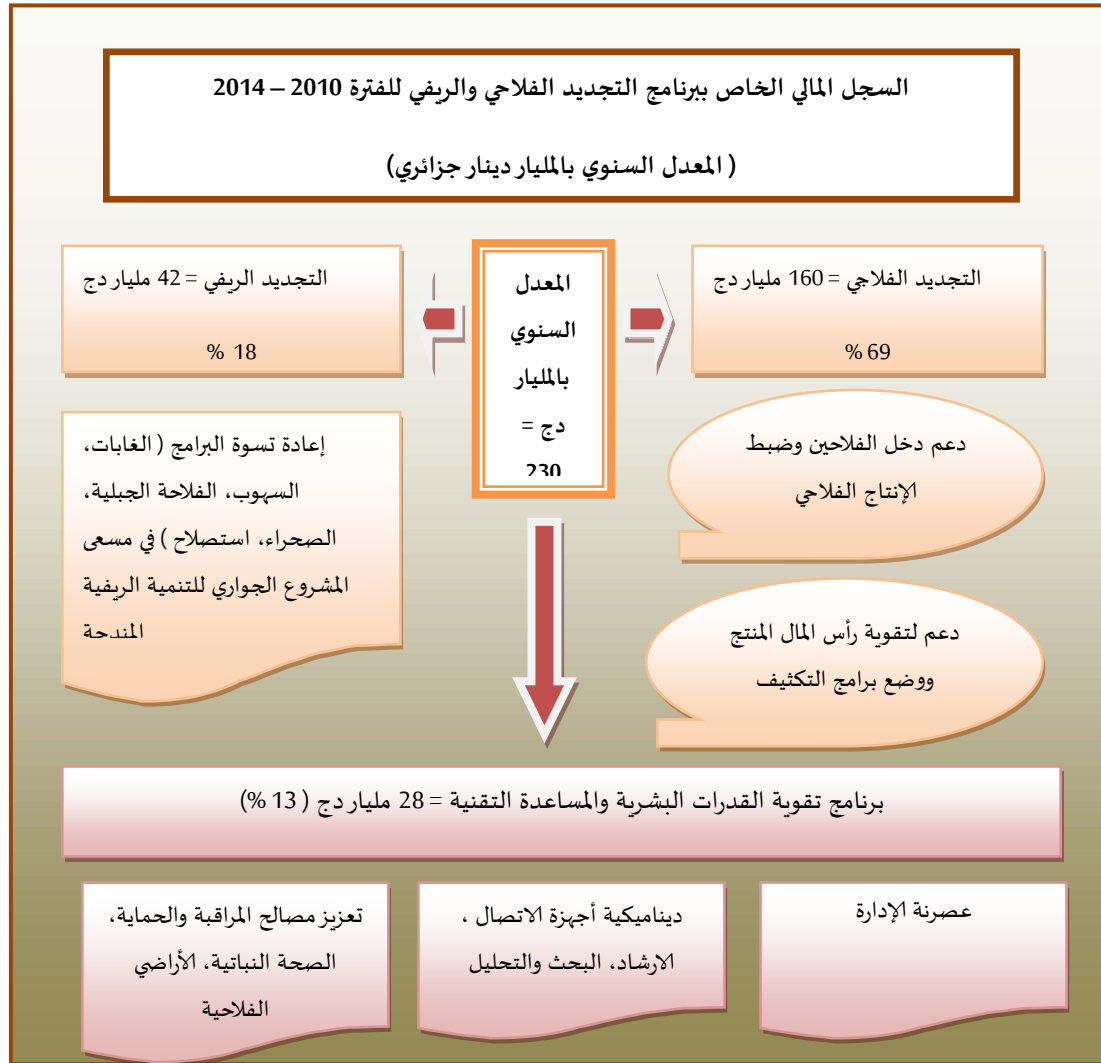 السجل المالي الخاص ببرنامج التجديد الفلاحي والريفي للفترة 2010 – 2014
( المعدل السنوي بالمليار دينار جزائري)
التجديد الفلاحي = 160 مليار دج
69 %
المعدل
السنوي
بالمليار
دج =
230
التجديد الريفي = 42 مليار دج
18 %
دعم دخل الفلاحين وضبط
الإنتاج الفلاحي
إعادة تسوة البرامج ( الغابات،
السهوب، الفلاحة الجبلية،
الصحراء، استصلاح ) في مسعى
المشروع الجواري للتنمية الريفية
المندجة
دعم لتقوية رأس المال المنتج
ووضع برامج التكثيف
برنامج تقوية القدرات البشرية والمساعدة التقنية = 28 مليار دج ( 13 %)
عصرنة الإدارة
ديناميكية أجهزة الاتصال ،
الارشاد، البحث والتحليل
تعزيز مصالح المراقبة والحماية،
الصحة النباتية، الأراضي
الفلاحية